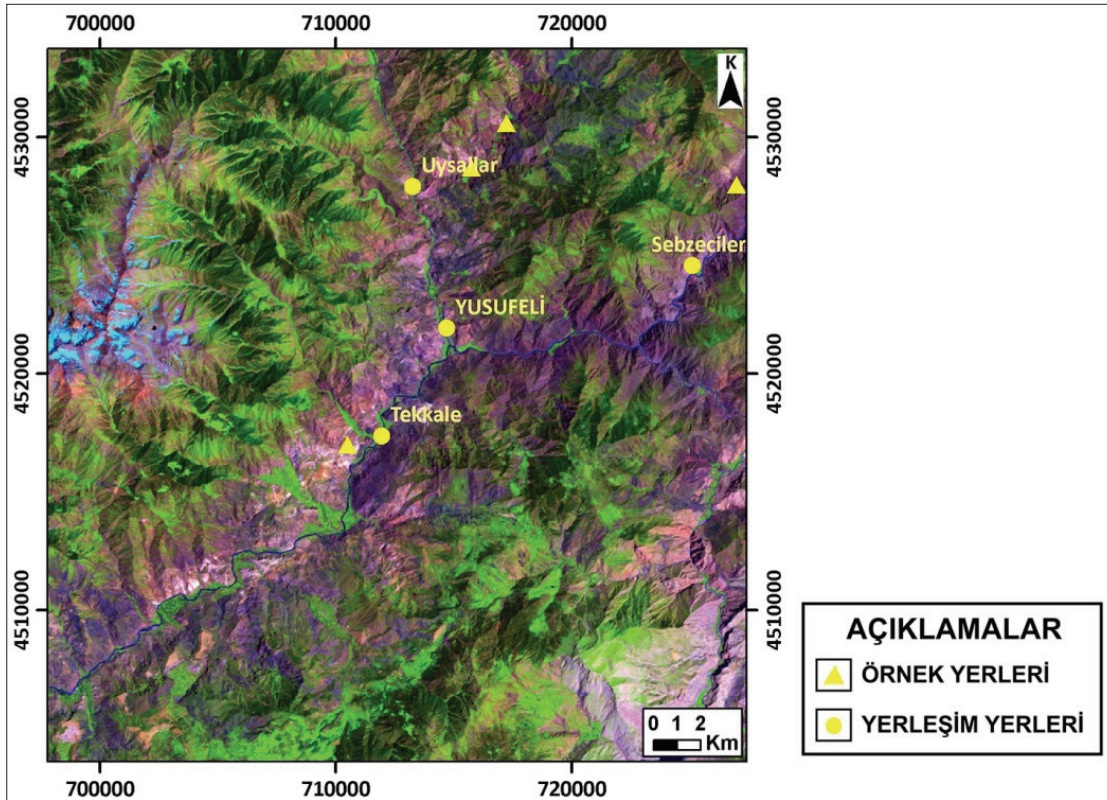 700000
710000
720000
K
4530000
4530000
Uysallar
Sebzeciler
YUSUFELİ
4520000
4520000
Tekkale
4510000
4510000
AÇIKLAMALAR
ÖRNEK YERLERİ
YERLEŞİM YERLERİ
0 1 2
Km
700000
710000
720000